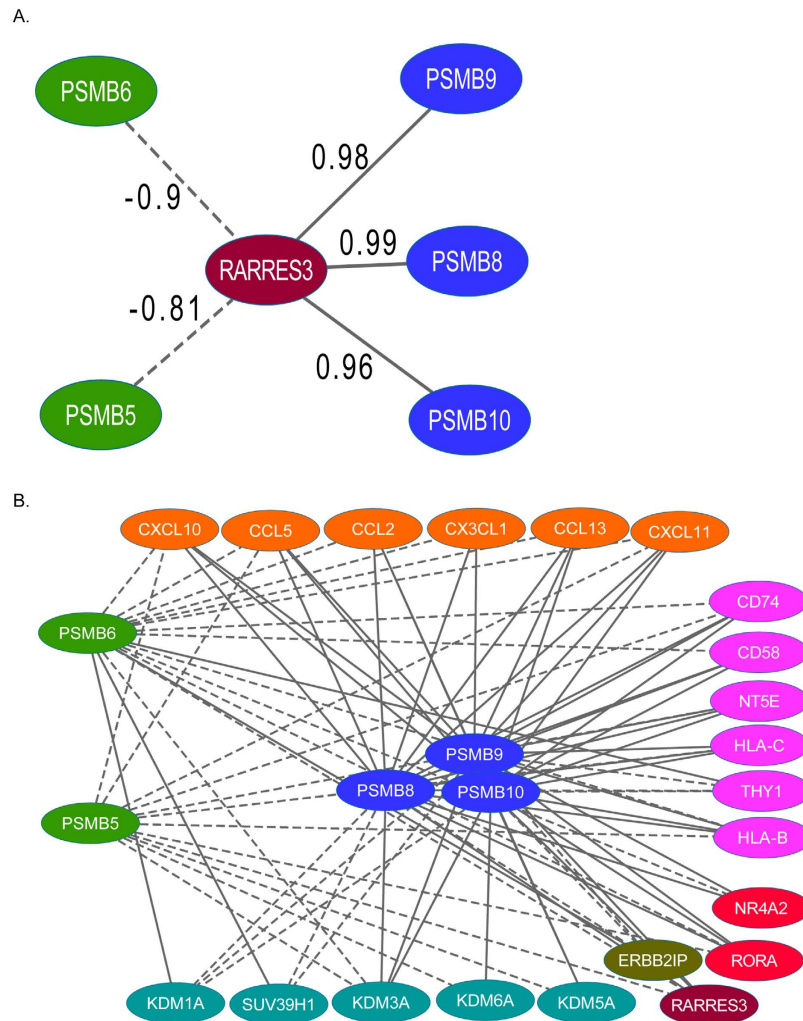 A.
PSMB6
PSMB9
0.98
-0.9
0.99
RARRES3
PSMB8
-0.81
0.96
PSMB5
PSMB10
B.
CXCL10
CCL5
CCL2
CX3CL1
CCL13
CXCL11
CD74
PSMB6
CD58
NT5E
HLA-C
PSMB9
PSMB8
PSMB10
THY1
PSMB5
HLA-B
NR4A2
ERBB2IP
RORA
KDM1A
SUV39H1
KDM3A
KDM6A
KDM5A
RARRES3